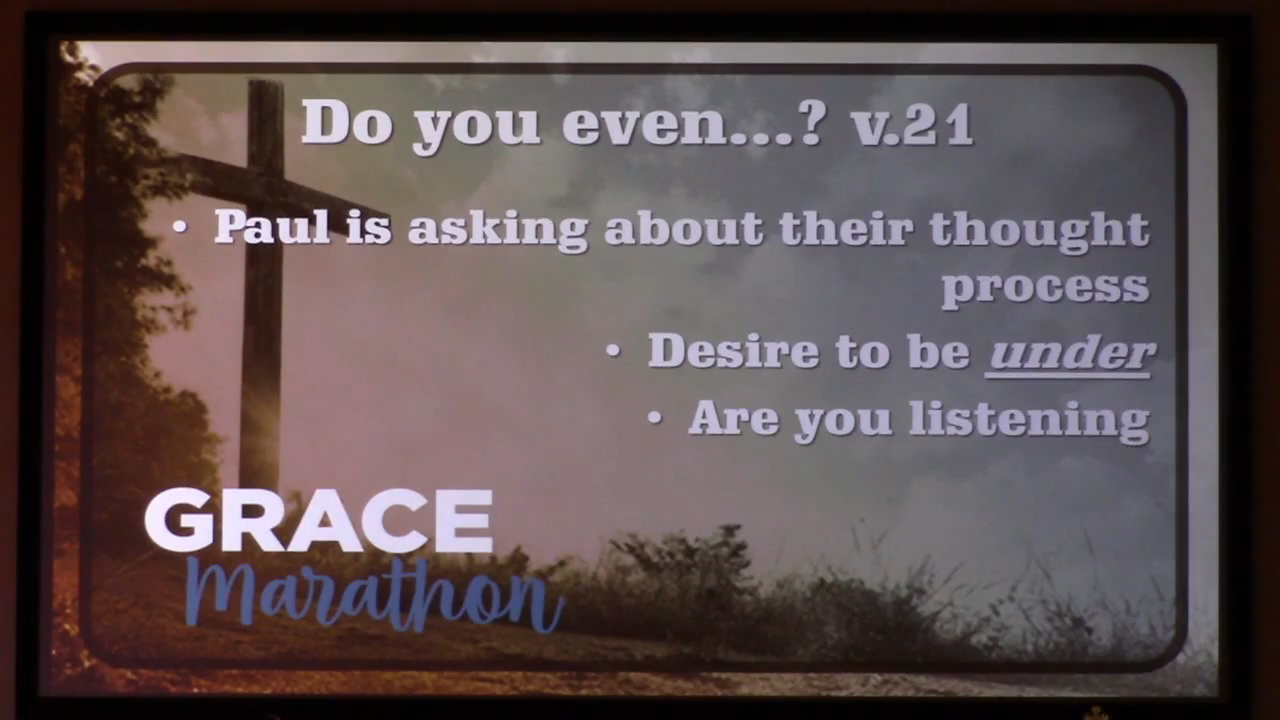 Do you even...? v.21
• Paul is asking about their thought
process
• Desire to be under
• Are you listening
GRACE
Marathon